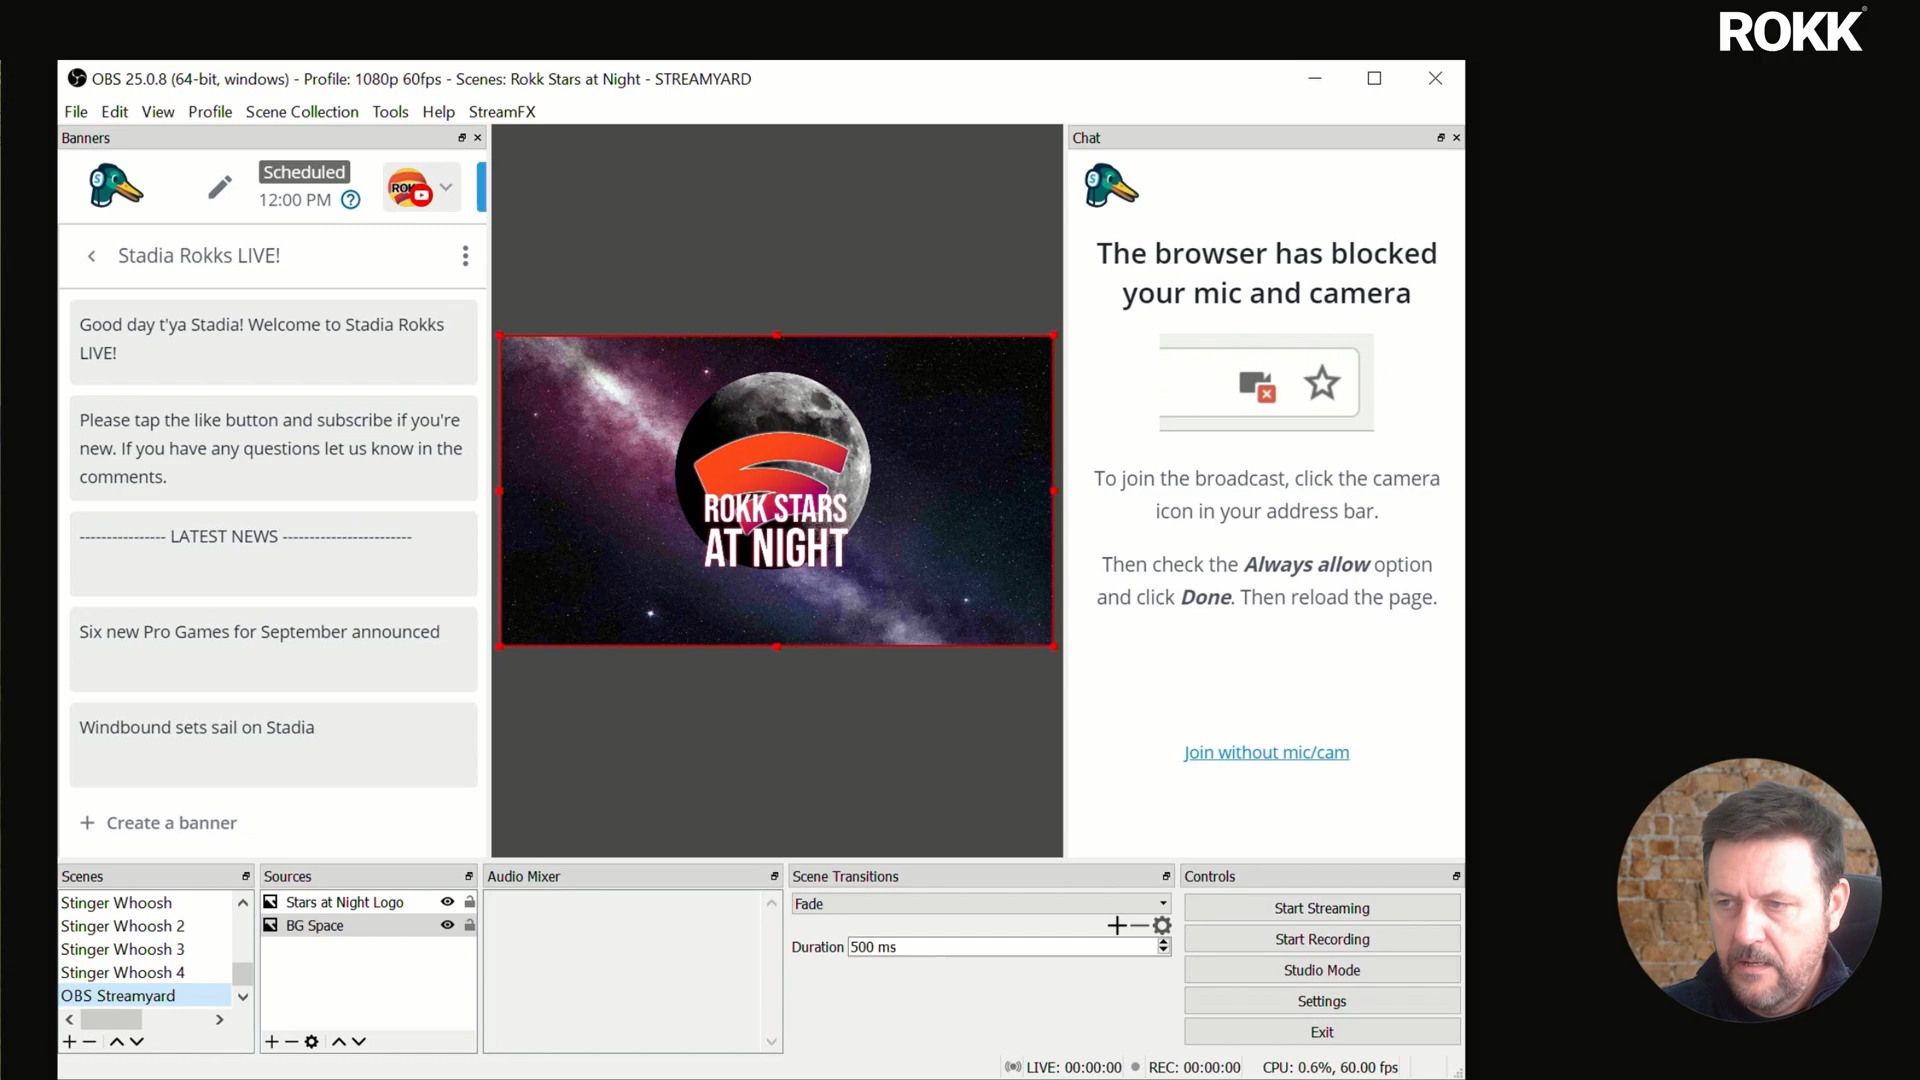 ROKK
OBS 25.0.8 (64-bit, windows) - Profile: 1080p 60fps - Scenes: Rokk Stars at Night - STREAMYARD
File Edit View Profile Scene Collection Tools Help StreamFX
Banners
Scheduled
12:00 PM ?
ROKK
Stadia Rokks LIVE!
Good day t'ya Stadia! Welcome to Stadia Rokks
LIVE!
Please tap the like button and subscribe if you're
new. If you have any questions let us know in the
comments.
---------------- LATEST NEWS ------------------------
Six new Pro Games for September announced
Windbound sets sail on Stadia
+ Create a banner
ROKK STARS
AT NIGHT
Chat
The browser has blocked
your mic and camera
To join the broadcast, click the camera
icon in your address bar.
Then check the Always allow option
and click Done. Then reload the page.
Join without mic/cam
Scenes
Stinger Whoosh
Stinger Whoosh 2
Stinger Whoosh 3
Stinger Whoosh 4
OBS Streamyard
Sources
Stars at Night Logo
BG Space
Audio Mixer
Scene Transitions
Fade
Duration 500 ms
Controls
Start Streaming
Start Recording
Studio Mode
Settings
Exit
LIVE: 00:00:00 REC: 00:00:00 CPU: 0.6%, 60.00 fps